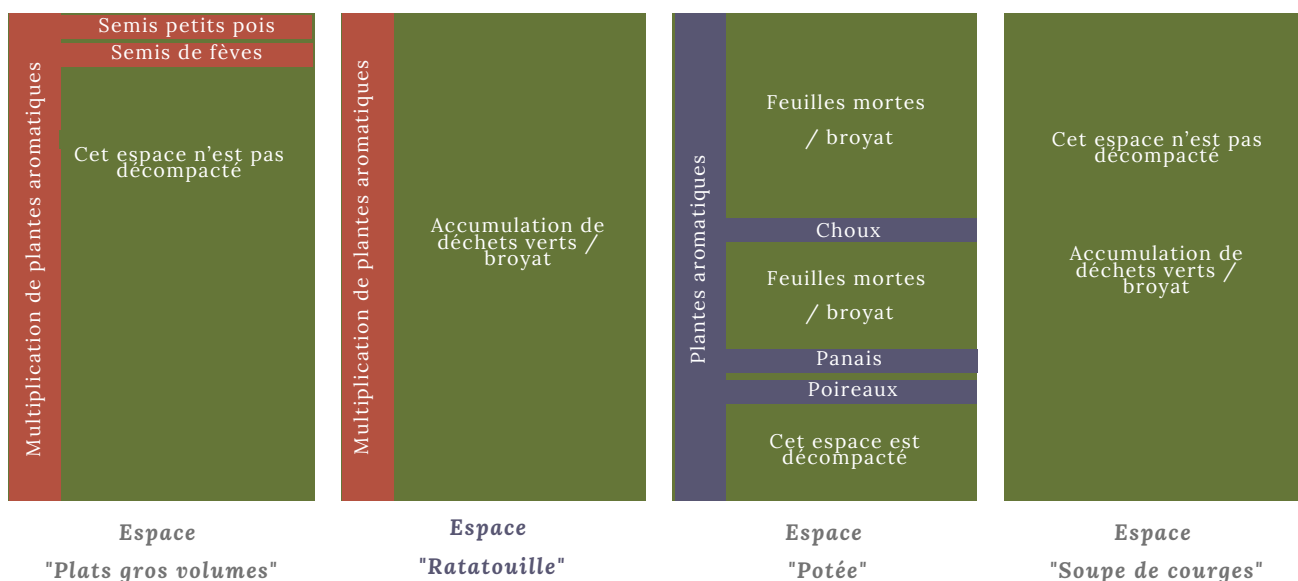 Multiplication de plantes aromatiques
Semis petits pois
Semis de fèves
Cet espace n’est pas
décompacté
Espace
"Plats gros volumes"
Multiplication de plantes aromatiques
Accumulation de
déchets verts /
broyat
Espace
"Ratatouille"
Plantes aromatiques
Feuilles mortes
/ broyat
Choux
Feuilles mortes
/ broyat
Panais
Poireaux
Cet espace est
décompacté
Espace
"Potée"
Cet espace n’est pas
décompacté
Accumulation de
déchets verts /
broyat
Espace
"Soupe de courges"